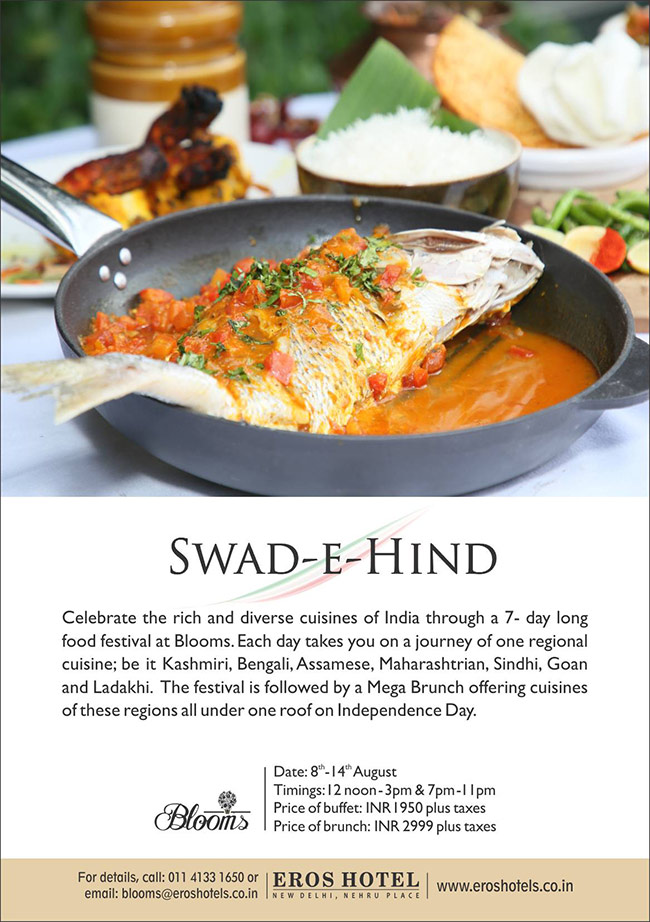 SWAD-E-HIND
Celebrate the rich and diverse cuisines of India through a 7- day long
food festival at Blooms. Each day takes you on a journey of one regional
cuisine; be it Kashmiri, Bengali, Assamese, Maharashtrian, Sindhi, Goan
and Ladakhi. The festival is followed by a Mega Brunch offering cuisines
of these regions all under one roof on Independence Day.
Blooms
Date: 8th-14th August
Timings: 12 noon-3pm & 7pm-11pm
Price of buffet: INR 1950 plus taxes
Price of brunch: INR 2999 plus taxes
For details, call: 011 4133 1650 or
email: blooms@eroshotels.co.in
EROS HOTEL
NEW DELHI, NEHRU PLACE
www.eroshotels.co.in